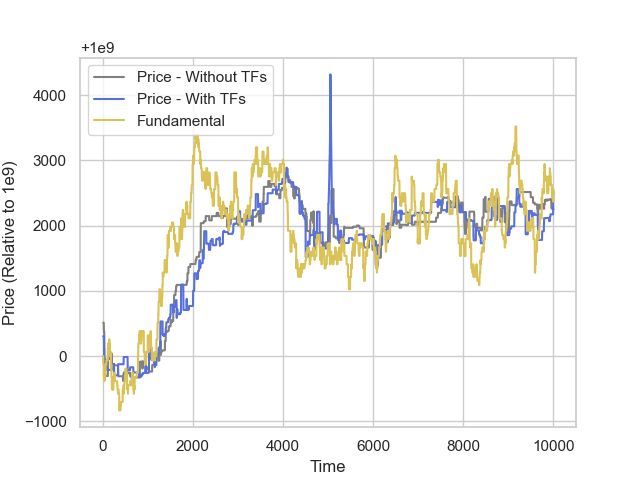 +1e9
Price - Without TFs
Price - With TFs
Fundamental
4000
3000
2000
1000
0
−1000
Price (Relative to 1e9)
0
2000
4000
6000
8000
10000
Time